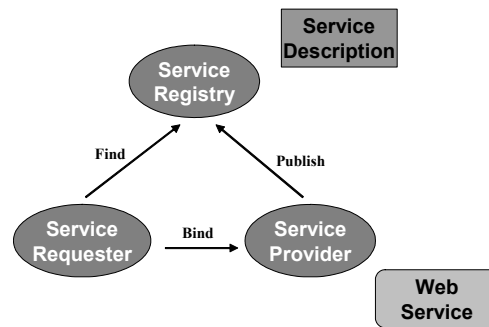 Service
Description
Service
Registry
Find
Publish
Service
Requester
Bind
Service
Provider
Web
Service